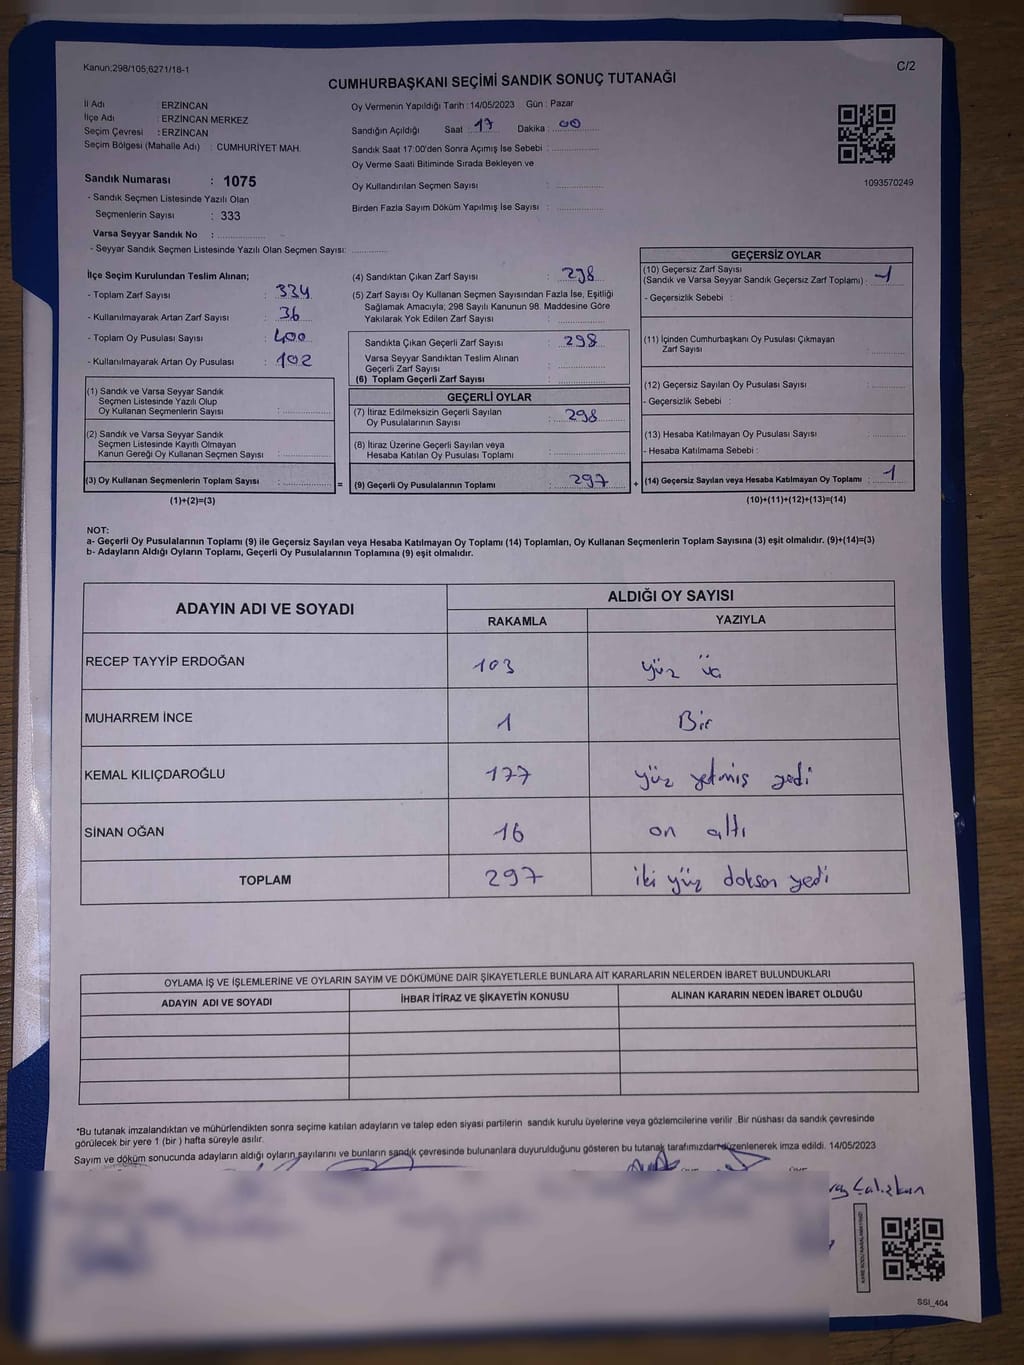 Kanun:298/105;6271/18-1
C/2
CUMHURBAŞKANI SEÇİMİ SANDIK SONUÇ TUTANAĞI
İl Adı : ERZİNCAN
İlçe Adı : ERZİNCAN MERKEZ
Seçim Çevresi : ERZİNCAN
Seçim Bölgesi (Mahalle Adı) : CUMHURİYET MAH.
Oy Vermenin Yapıldığı Tarih :14/05/2023 Gün : Pazar
Sandığın Açıldığı Saat : 17 Dakika : 00
Sandık Saat 17:00'den Sonra Açımış İse Sebebi :
Oy Verme Saati Bitiminde Sırada Bekleyen ve
Oy Kullandırılan Seçmen Sayısı :
Birden Fazla Sayım Döküm Yapılmış İse Sayısı :
1093570249
Sandık Numarası : 1075
- Sandık Seçmen Listesinde Yazılı Olan
Seçmenlerin Sayısı : 333
Varsa Seyyar Sandık No :
- Seyyar Sandık Seçmen Listesinde Yazılı Olan Seçmen Sayısı:
İlçe Seçim Kurulundan Teslim Alınan;
- Toplam Zarf Sayısı : 334
- Kullanılmayarak Artan Zarf Sayısı : 36
- Toplam Oy Pusulası Sayısı : 400
- Kullanılmayarak Artan Oy Pusulası : 102
(1) Sandık ve Varsa Seyyar Sandık
Seçmen Listesinde Yazılı Olup
Oy Kullanan Seçmenlerin Sayısı :
(2) Sandık ve Varsa Seyyar Sandık
Seçmen Listesinde Kayıtlı Olmayan
Kanun Gereği Oy Kullanan Seçmen Sayısı :
(3) Oy Kullanan Seçmenlerin Toplam Sayısı :
(1)+(2)=(3)
(4) Sandıktan Çıkan Zarf Sayısı : 298
(5) Zarf Sayısı Oy Kullanan Seçmen Sayısından Fazla İse, Eşitliği
Sağlamak Amacıyla; 298 Sayılı Kanunun 98. Maddesine Göre
Yakılarak Yok Edilen Zarf Sayısı :
Sandıkta Çıkan Geçerli Zarf Sayısı : 298
Varsa Seyyar Sandıktan Teslim Alınan
Geçerli Zarf Sayısı :
(6) Toplam Geçerli Zarf Sayısı :
GEÇERLİ OYLAR
(7) İtiraz Edilmeksizin Geçerli Sayılan
Oy Pusulalarının Sayısı : 298
(8) İtiraz Üzerine Geçerli Sayılan veya
Hesaba Katılan Oy Pusulası Toplamı :
= (9) Geçerli Oy Pusulalarının Toplamı : 297 +
GEÇERSİZ OYLAR
(10) Geçersiz Zarf Sayısı
(Sandık ve Varsa Seyyar Sandık Geçersiz Zarf Toplamı) : 1
- Geçersizlik Sebebi :
(11) İçinden Cumhurbaşkanı Oy Pusulası Çıkmayan
Zarf Sayısı :
(12) Geçersiz Sayılan Oy Pusulası Sayısı :
- Geçersizlik Sebebi :
(13) Hesaba Katılmayan Oy Pusulası Sayısı :
- Hesaba Katılmama Sebebi :
(14) Geçersiz Sayılan veya Hesaba Katılmayan Oy Toplamı : 1
(10)+(11)+(12)+(13)=(14)
NOT:
a- Geçerli Oy Pusulalarının Toplamı (9) ile Geçersiz Sayılan veya Hesaba Katılmayan Oy Toplamı (14) Toplamları, Oy Kullanan Seçmenlerin Toplam Sayısına (3) eşit olmalıdır. (9)+(14)=(3)
b- Adayların Aldığı Oyların Toplamı, Geçerli Oy Pusulalarının Toplamına (9) eşit olmalıdır.
ADAYIN ADI VE SOYADI ALDIĞI OY SAYISI
RAKAMLA YAZIYLA
RECEP TAYYİP ERDOĞAN 103 yüz üç
MUHARREM İNCE 1 Bir
KEMAL KILIÇDAROĞLU 177 yüz yetmiş yedi
SİNAN OĞAN 16 on altı
TOPLAM 297 iki yüz doksan yedi
OYLAMA İŞ VE İŞLEMLERİNE VE OYLARIN SAYIM VE DÖKÜMÜNE DAİR ŞİKAYETLERLE BUNLARA AİT KARARLARIN NELERDEN İBARET BULUNDUKLARI
ADAYIN ADI VE SOYADI İHBAR İTİRAZ VE ŞİKAYETİN KONUSU ALINAN KARARIN NEDEN İBARET OLDUĞU
*Bu tutanak imzalandıktan ve mühürlendikten sonra seçime katılan adayların ve talep eden siyasi partilerin sandık kurulu üyelerine veya gözlemcilerine verilir .Bir nüshası da sandık çevresinde
görülecek bir yere 1 (bir ) hafta süreyle asılır.
Sayım ve döküm sonucunda adayların aldığı oyların sayılarını ve bunların sandık çevresinde bulunanlara duyurulduğunu gösteren bu tutanak tarafımızdan düzenlenerek imza edildi. 14/05/2023
Çalışkan
SSI_404